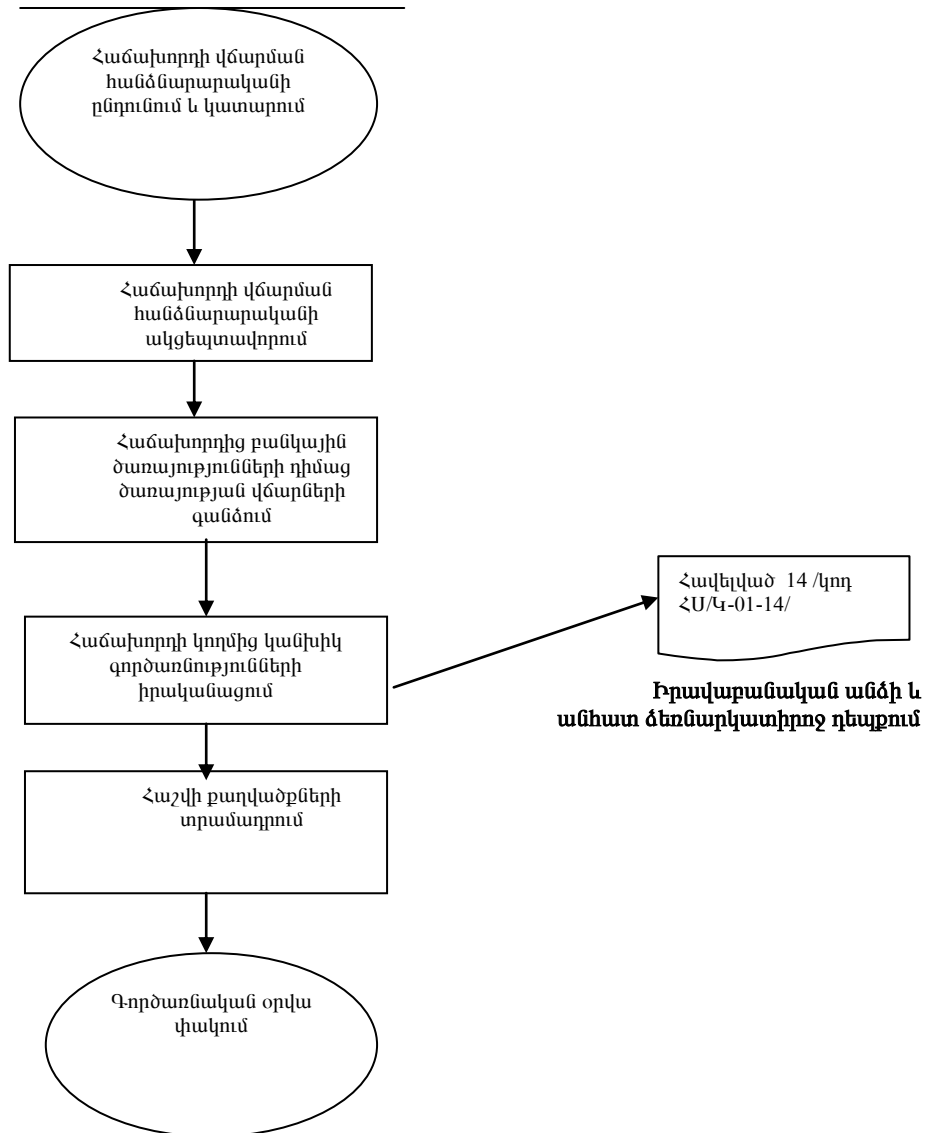 Հաճախորդի վճարման
հանձնարարականի
ընդունում և կատարում
Հաճախորդի վճարման
հանձնարարականի
ակցեպտավորում
Հաճախորդից բանկային
ծառայությունների դիմաց
ծառայության վճարների
գանձում
Հաճախորդի կողմից կանխիկ
գործառնությունների
իրականացում
Հավելված 14 /կոդ
ՀՍ/Կ-01-14/
Իրավաբանական անձի և
անհատ ձեռնարկատիրոջ դեպքում
Հաշվի քաղվածքների
տրամադրում
Գործառնական օրվա
փակում